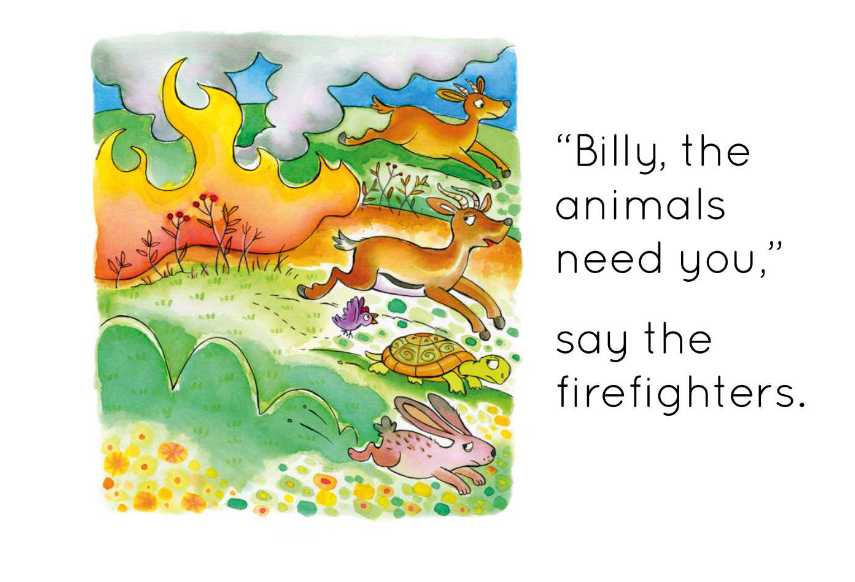 “Billy, the
animals
need you,”
say the
firefighters.